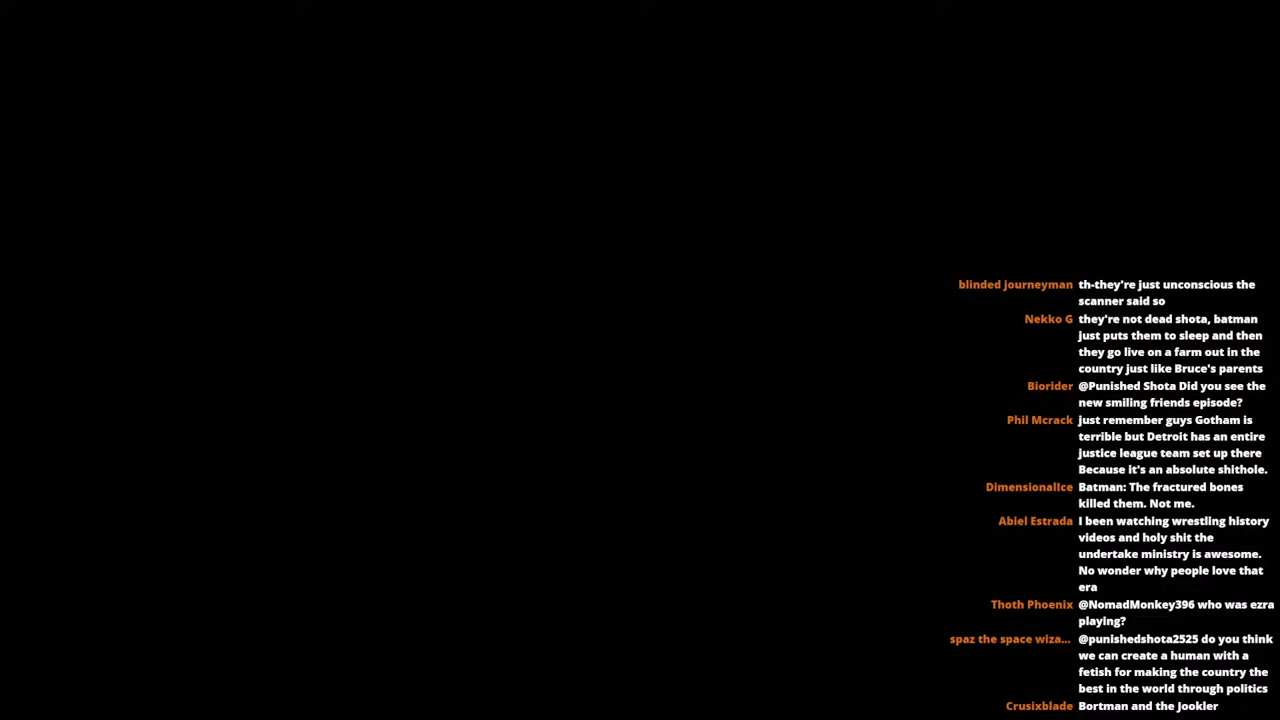 blinded journeyman th-they're just unconscious the
scanner said so
Nekko G they're not dead shota, batman
just puts them to sleep and then
they go live on a farm out in the
country just like Bruce's parents
Biorider @Punished Shota Did you see the
new smiling friends episode?
Phil Mcrack just remember guys Gotham is
terrible but Detroit has an entire
justice league team set up there
Because it's an absolute shithole.
DimensionalIce Batman: The fractured bones
killed them. Not me.
Abiel Estrada I been watching wrestling history
videos and holy shit the
undertake ministry is awesome.
No wonder why people love that
era
Thoth Phoenix @NomadMonkey396 who was ezra
playing?
spaz the space wiza... @punishedshota2525 do you think
we can create a human with a
fetish for making the country the
best in the world through politics
Crusixblade Bortman and the Jookler